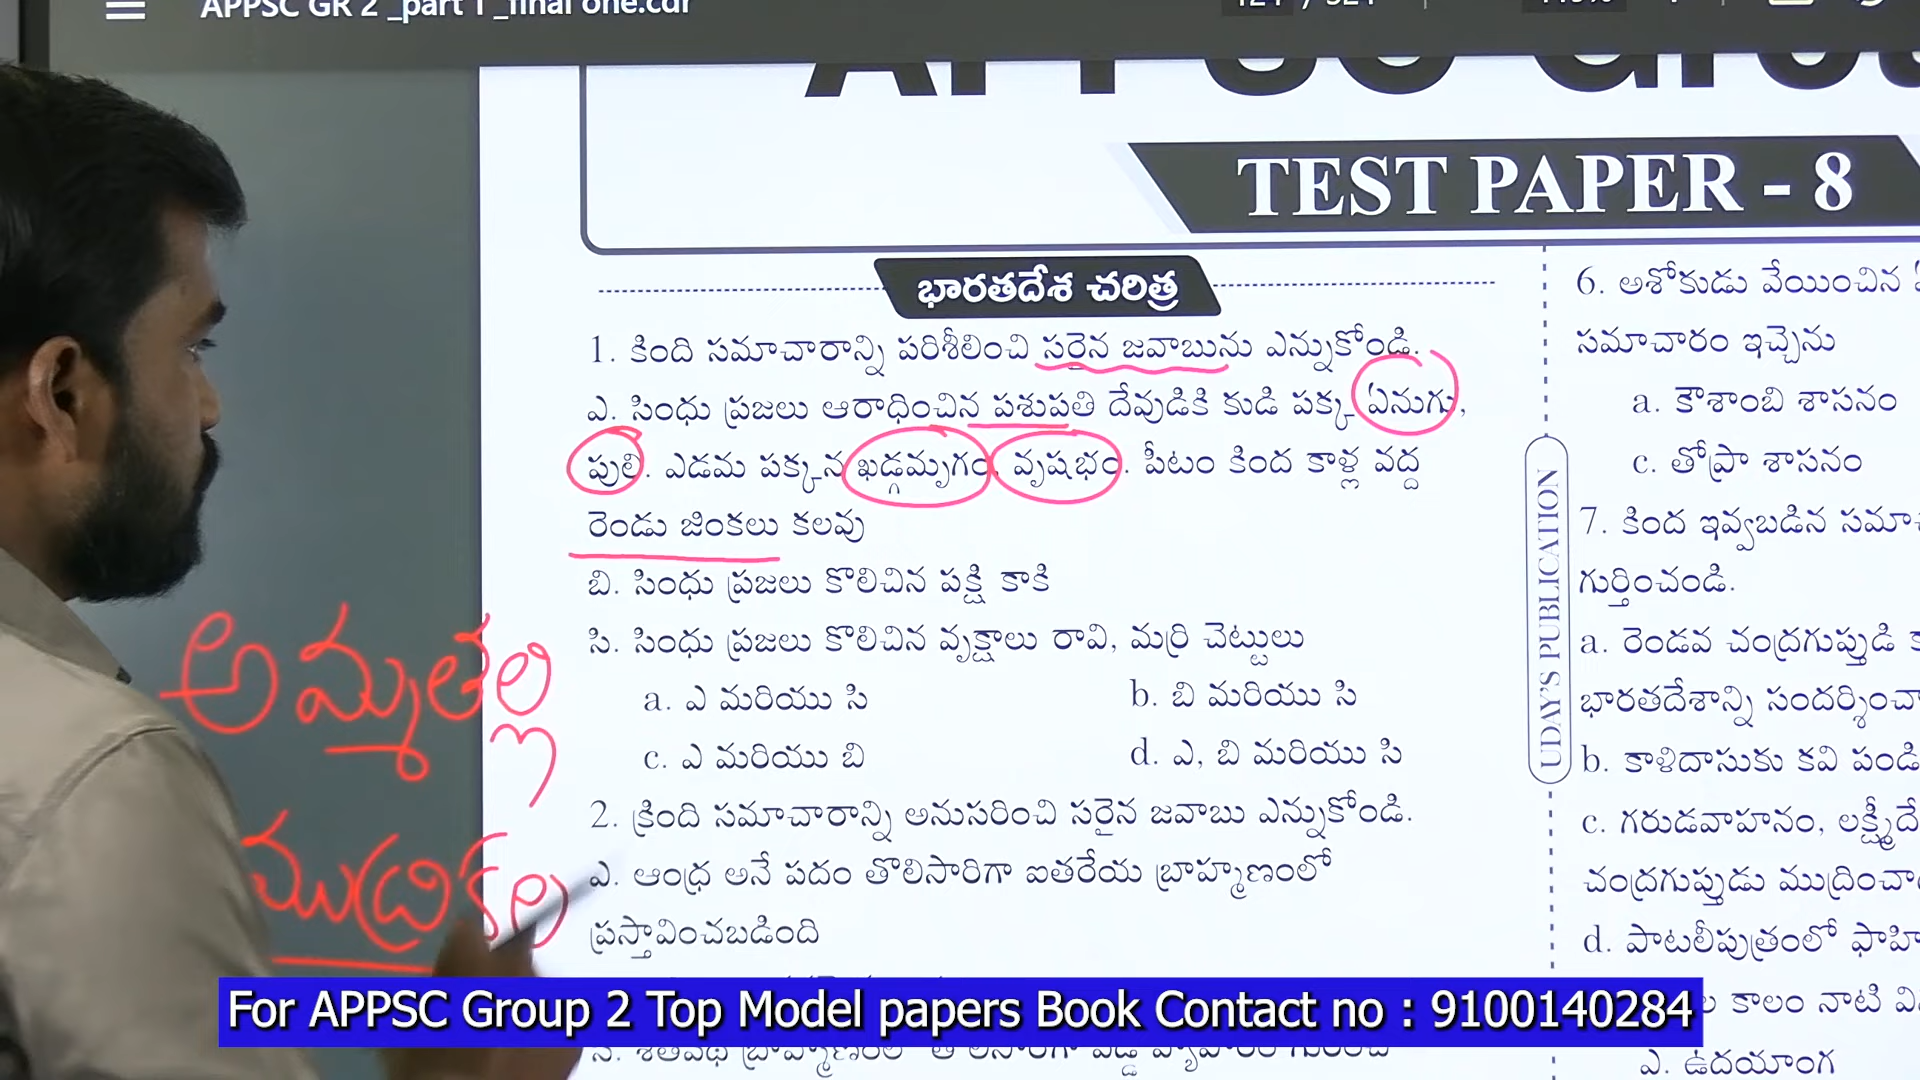 APPSC GR 2 _part 1 _final one.cdr
TEST PAPER - 8
భారతదేశ చరిత్ర
1. కింది సమాచారాన్ని పరిశీలించి సరైన జవాబును ఎన్నుకోండి.
ఎ. సింధు ప్రజలు ఆరాధించిన పశుపతి దేవుడికి కుడి పక్క ఏనుగు,
పులి. ఎడమ పక్కన ఖడ్గమృగం, వృషభం. పీటం కింద కాళ్ల వద్ద
రెండు జింకలు కలవు
బి. సింధు ప్రజలు కొలిచిన పక్షి కాకి
సి. సింధు ప్రజలు కొలిచిన వృక్షాలు రావి, మర్రి చెట్టులు
a. ఎ మరియు సి
b. బి మరియు సి
c. ఎ మరియు బి
d. ఎ, బి మరియు సి
2. క్రింది సమాచారాన్ని అనుసరించి సరైన జవాబు ఎన్నుకోండి.
ఎ. ఆంధ్ర అనే పదం తొలిసారిగా ఐతరేయ బ్రాహ్మణంలో
ప్రస్తావించబడింది
అమ్మతల్లి
ముద్రికల
UDAY'S PUBLICATION
6. అశోకుడు వేయించిన
సమాచారం ఇచ్చెను
a. కౌశాంబి శాసనం
c. తోప్రా శాసనం
7. కింద ఇవ్వబడిన
గుర్తించండి.
a. రెండవ చంద్రగుప్తుడి
భారతదేశాన్ని
b. కాళిదాసుకు కవి
c. గరుడవాహనం,
చంద్రగుప్తుడు
d. పాటలీపుత్రంలో
కాలం నాటి
ఎ. ఉదయాంగ
For APPSC Group 2 Top Model papers Book Contact no : 9100140284